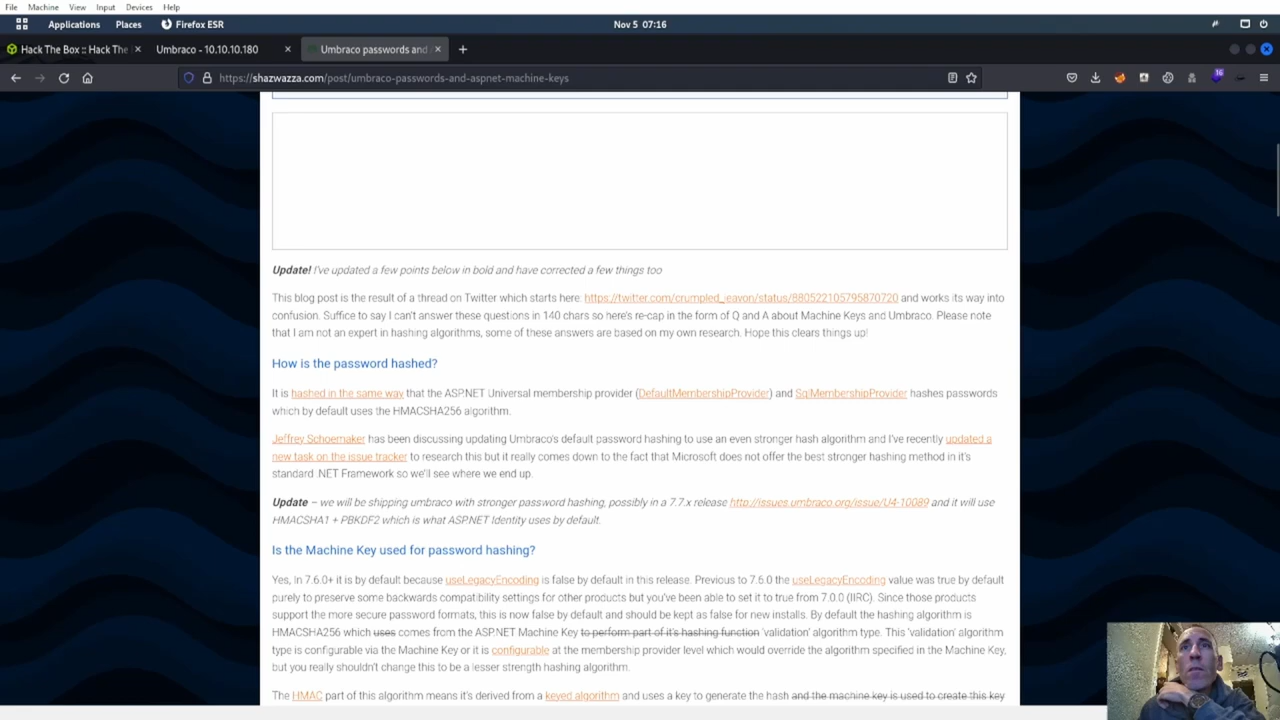 File Machine View Input Devices Help
Applications Places Firefox ESR Nov 5 07:16
Hack The Box :: Hack The Umbraco - 10.10.10.180 Umbraco passwords and
https://shazwazza.com/post/umbraco-passwords-and-aspnet-machine-keys
16
Update! I've updated a few points below in bold and have corrected a few things too
This blog post is the result of a thread on Twitter which starts here: https://twitter.com/crumpled_jeavon/status/880522105795870720 and works its way into
confusion. Suffice to say I can't answer these questions in 140 chars so here's re-cap in the form of Q and A about Machine Keys and Umbraco. Please note
that I am not an expert in hashing algorithms, some of these answers are based on my own research. Hope this clears things up!
How is the password hashed?
It is hashed in the same way that the ASP.NET Universal membership provider (DefaultMembershipProvider) and SqlMembershipProvider hashes passwords
which by default uses the HMACSHA256 algorithm.
Jeffrey Schoemaker has been discussing updating Umbraco's default password hashing to use an even stronger hash algorithm and I've recently updated a
new task on the issue tracker to research this but it really comes down to the fact that Microsoft does not offer the best stronger hashing method in it's
standard .NET Framework so we'll see where we end up.
Update – we will be shipping umbraco with stronger password hashing, possibly in a 7.7.x release http://issues.umbraco.org/issue/U4-10089 and it will use
HMACSHA1 + PBKDF2 which is what ASP.NET Identity uses by default.
Is the Machine Key used for password hashing?
Yes, In 7.6.0+ it is by default because useLegacyEncoding is false by default in this release. Previous to 7.6.0 the useLegacyEncoding value was true by default
purely to preserve some backwards compatibility settings for other products but you've been able to set it to true from 7.0.0 (IIRC). Since those products
support the more secure password formats, this is now false by default and should be kept as false for new installs. By default the hashing algorithm is
HMACSHA256 which uses comes from the ASP.NET Machine Key to perform part of it's hashing function 'validation' algorithm type. This 'validation' algorithm
type is configurable via the Machine Key or it is configurable at the membership provider level which would override the algorithm specified in the Machine Key,
but you really shouldn't change this to be a lesser strength hashing algorithm.
The HMAC part of this algorithm means it's derived from a keyed algorithm and uses a key to generate the hash and the machine key is used to create this key